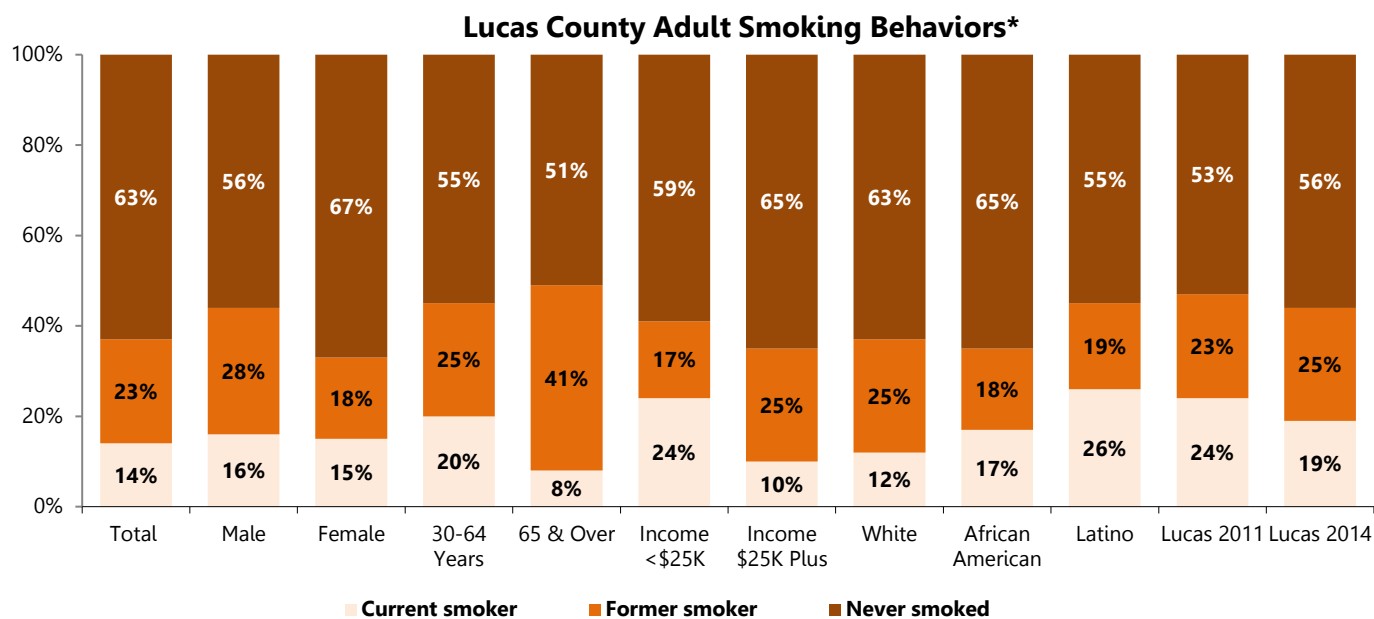 Lucas County Adult Smoking Behaviors*
100%
80%
60%
40%
20%
0%
63%
56%
67%
55%
51%
59%
65%
63%
65%
55%
53%
56%
23%
28%
18%
25%
41%
17%
25%
25%
18%
19%
23%
25%
14%
16%
15%
20%
8%
24%
10%
12%
17%
26%
24%
19%
Total
Male
Female
30-64
Years
65 & Over
Income
<$25K
Income
$25K Plus
White
African
American
Latino
Lucas 2011
Lucas 2014
Current smoker
Former smoker
Never smoked